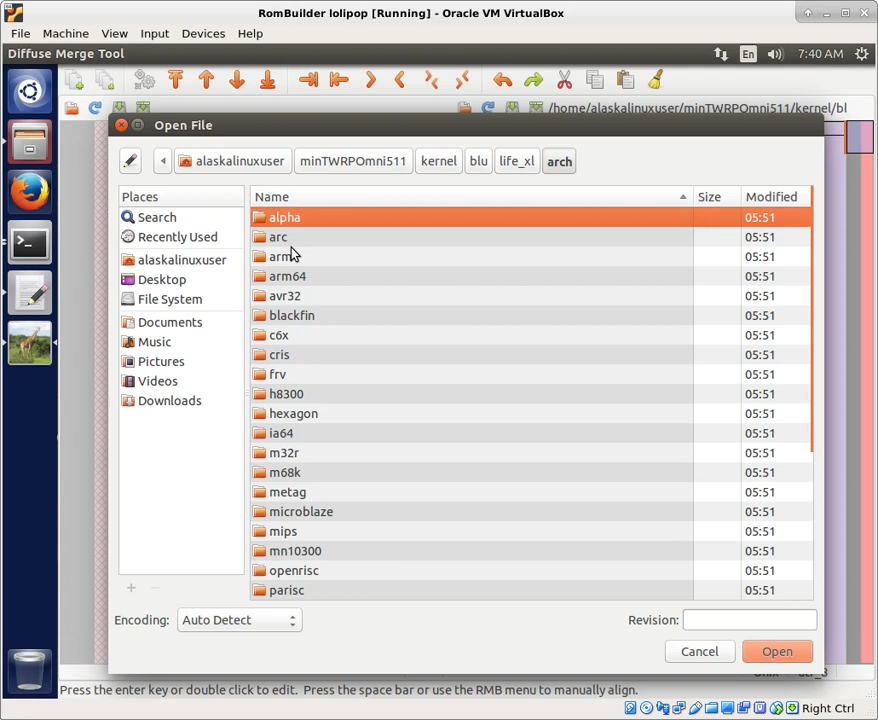 RomBuilder lolipop [Running] - Oracle VM VirtualBox
File Machine View Input Devices Help
Diffuse Merge Tool En 7:40 AM
/home/alaskalinuxuser/minTWRPOmni511/kernel/bl
Open File
alaskalinuxuser minTWRPOmni511 kernel blu life_xl arch
Places Name Size Modified
Search alpha 05:51
Recently Used arc 05:51
alaskalinuxuser arm 05:51
Desktop arm64 05:51
File System avr32 05:51
Documents blackfin 05:51
Music c6x 05:51
Pictures cris 05:51
Videos frv 05:51
Downloads h8300 05:51
hexagon 05:51
ia64 05:51
m32r 05:51
m68k 05:51
metag 05:51
microblaze 05:51
mips 05:51
mn10300 05:51
openrisc 05:51
parisc 05:51
Encoding: Auto Detect Revision:
Cancel Open
Press the enter key or double click to edit. Press the space bar or use the RMB menu to manually align.
Right Ctrl